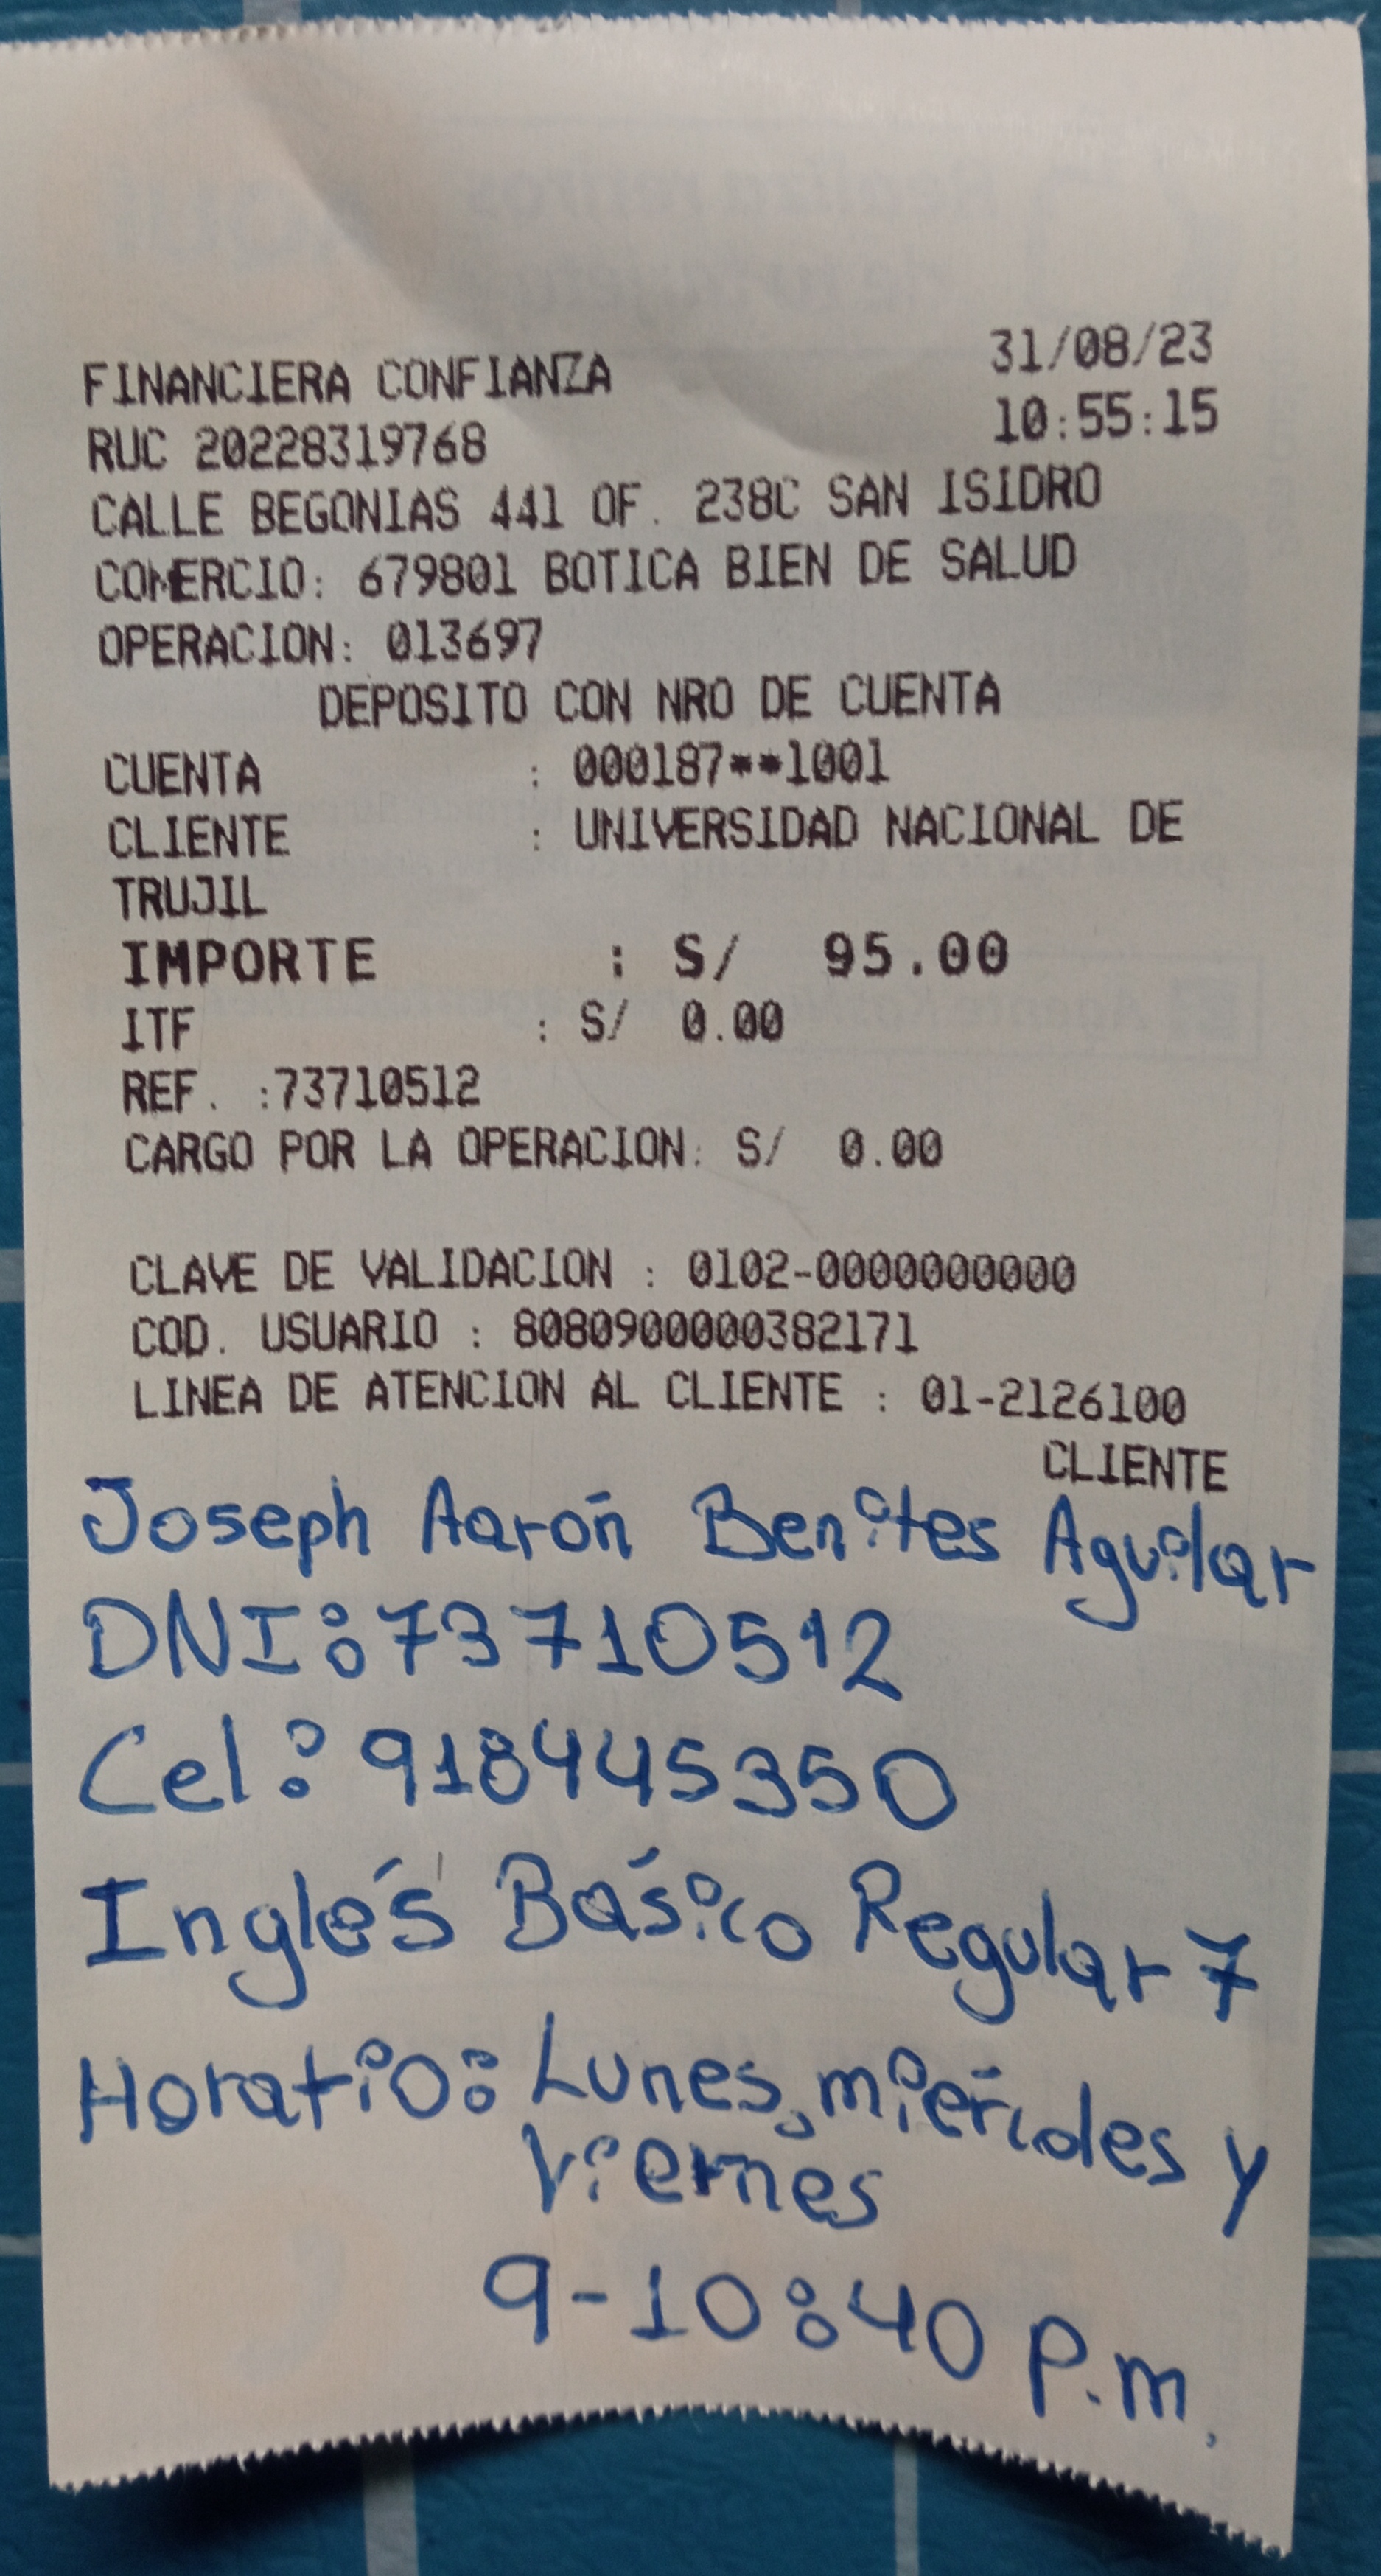 FINANCIERA CONFIANZA 31/08/23
RUC 20228319768 10:55:15
CALLE BEGONIAS 441 OF. 238C SAN ISIDRO
COMERCIO: 679801 BOTICA BIEN DE SALUD
OPERACION: 013697
DEPOSITO CON NRO DE CUENTA
CUENTA : 000187**1001
CLIENTE : UNIVERSIDAD NACIONAL DE
TRUJIL
IMPORTE : S/ 95.00
ITF : S/ 0.00
REF. :73710512
CARGO POR LA OPERACION: S/ 0.00
CLAVE DE VALIDACION : 0102-0000000000
COD. USUARIO : 8080900000382171
LINEA DE ATENCION AL CLIENTE : 01-2126100
CLIENTE
Joseph Aarón Benites Aguilar
DNI:73710512
Cel: 918445350
Inglés Básico Regular 7
Horario: Lunes, miércoles y
viernes
9-10:40 P.m.